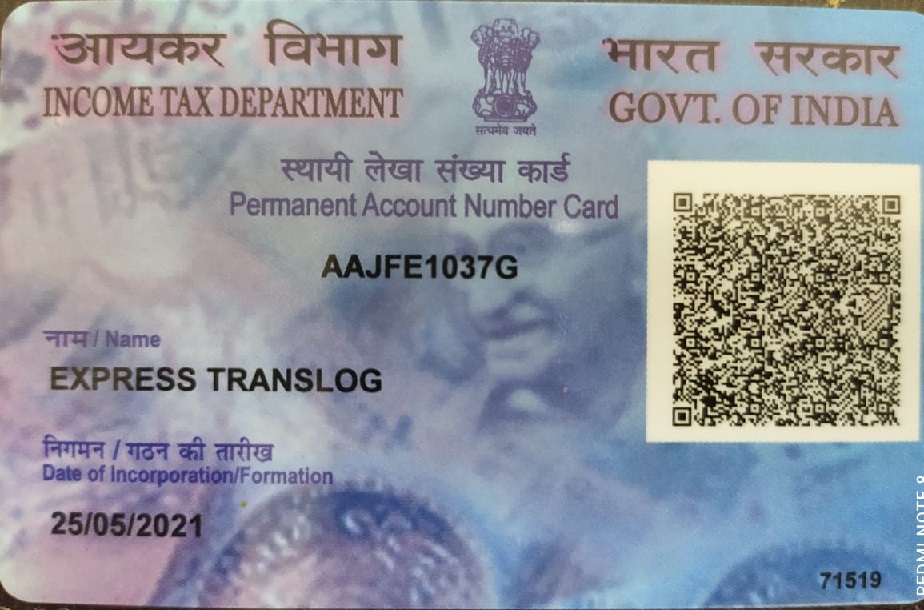 आयकर विभाग
INCOME TAX DEPARTMENT
सत्यमेव जयते
भारत सरकार
GOVT. OF INDIA
स्थायी लेखा संख्या कार्ड
Permanent Account Number Card
AAJFE1037G
नाम / Name
EXPRESS TRANSLOG
निगमन / गठन की तारीख
Date of Incorporation/Formation
25/05/2021
71519
REDMI NOTE 8